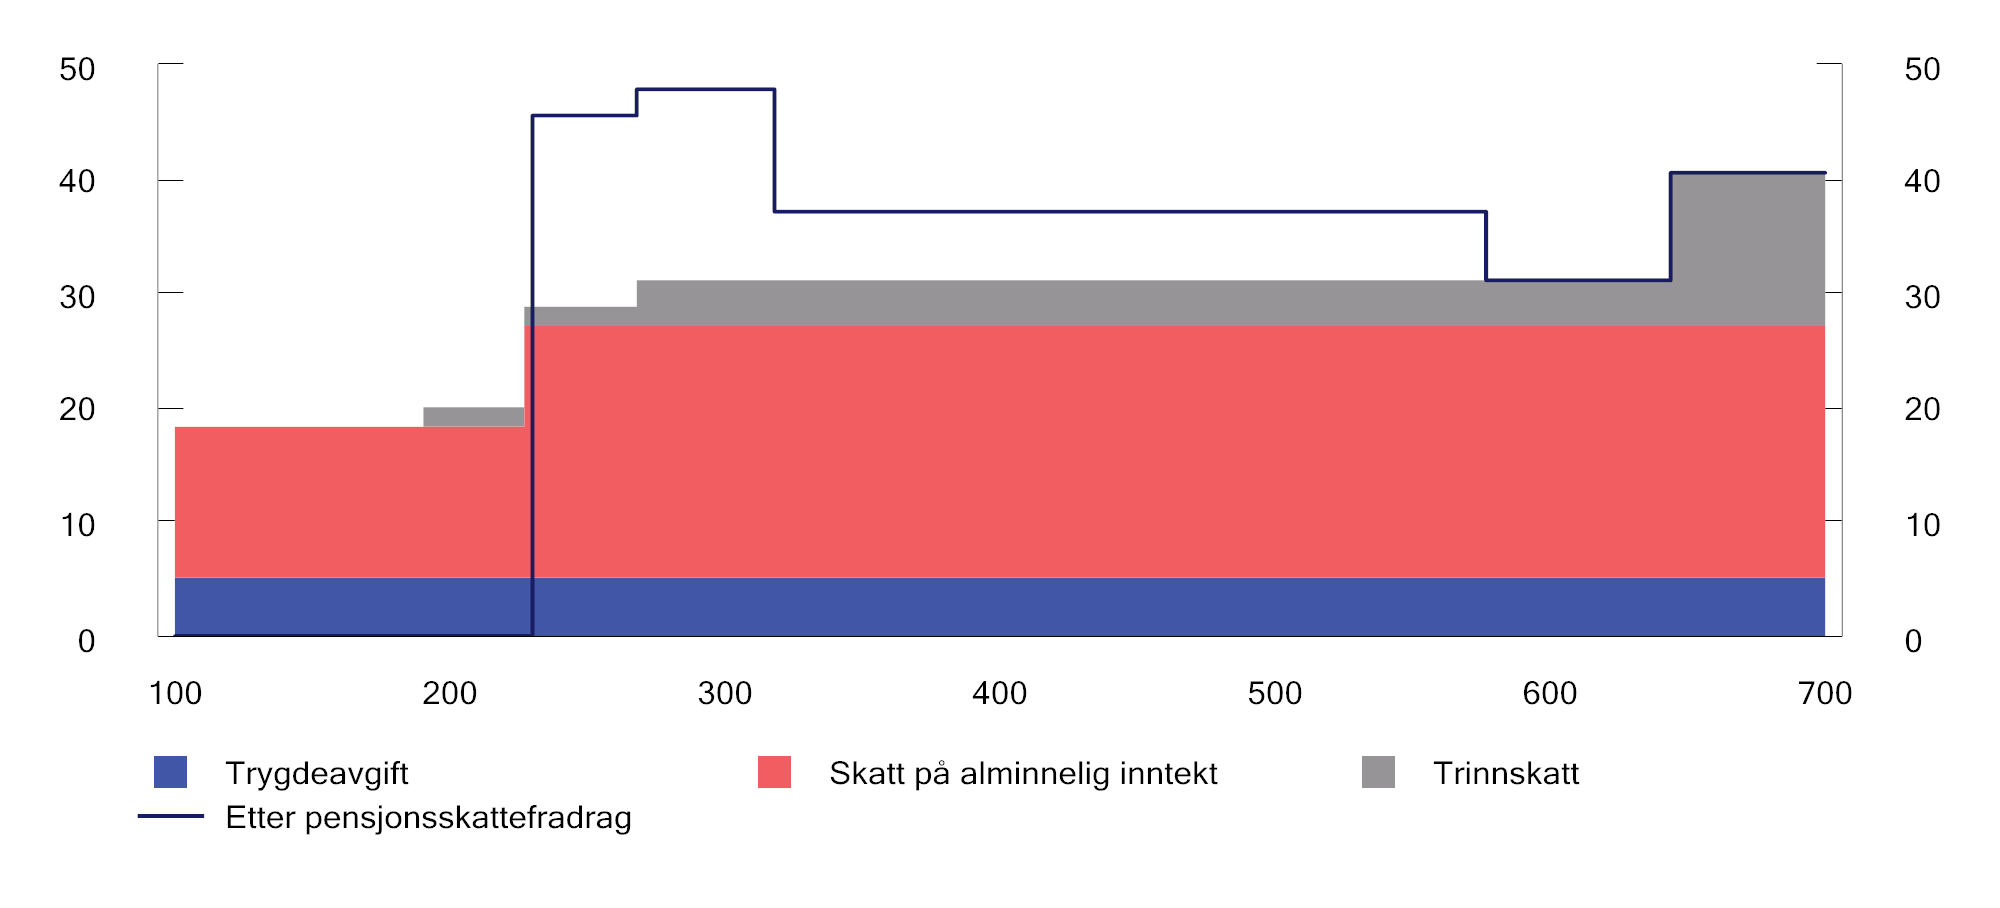 50 50
40 40
30 30
20 20
10 10
0 0
100 200 300 400 500 600 700
Trygdeavgift Skatt på alminnelig inntekt Trinnskatt
Etter pensjonsskattefradrag